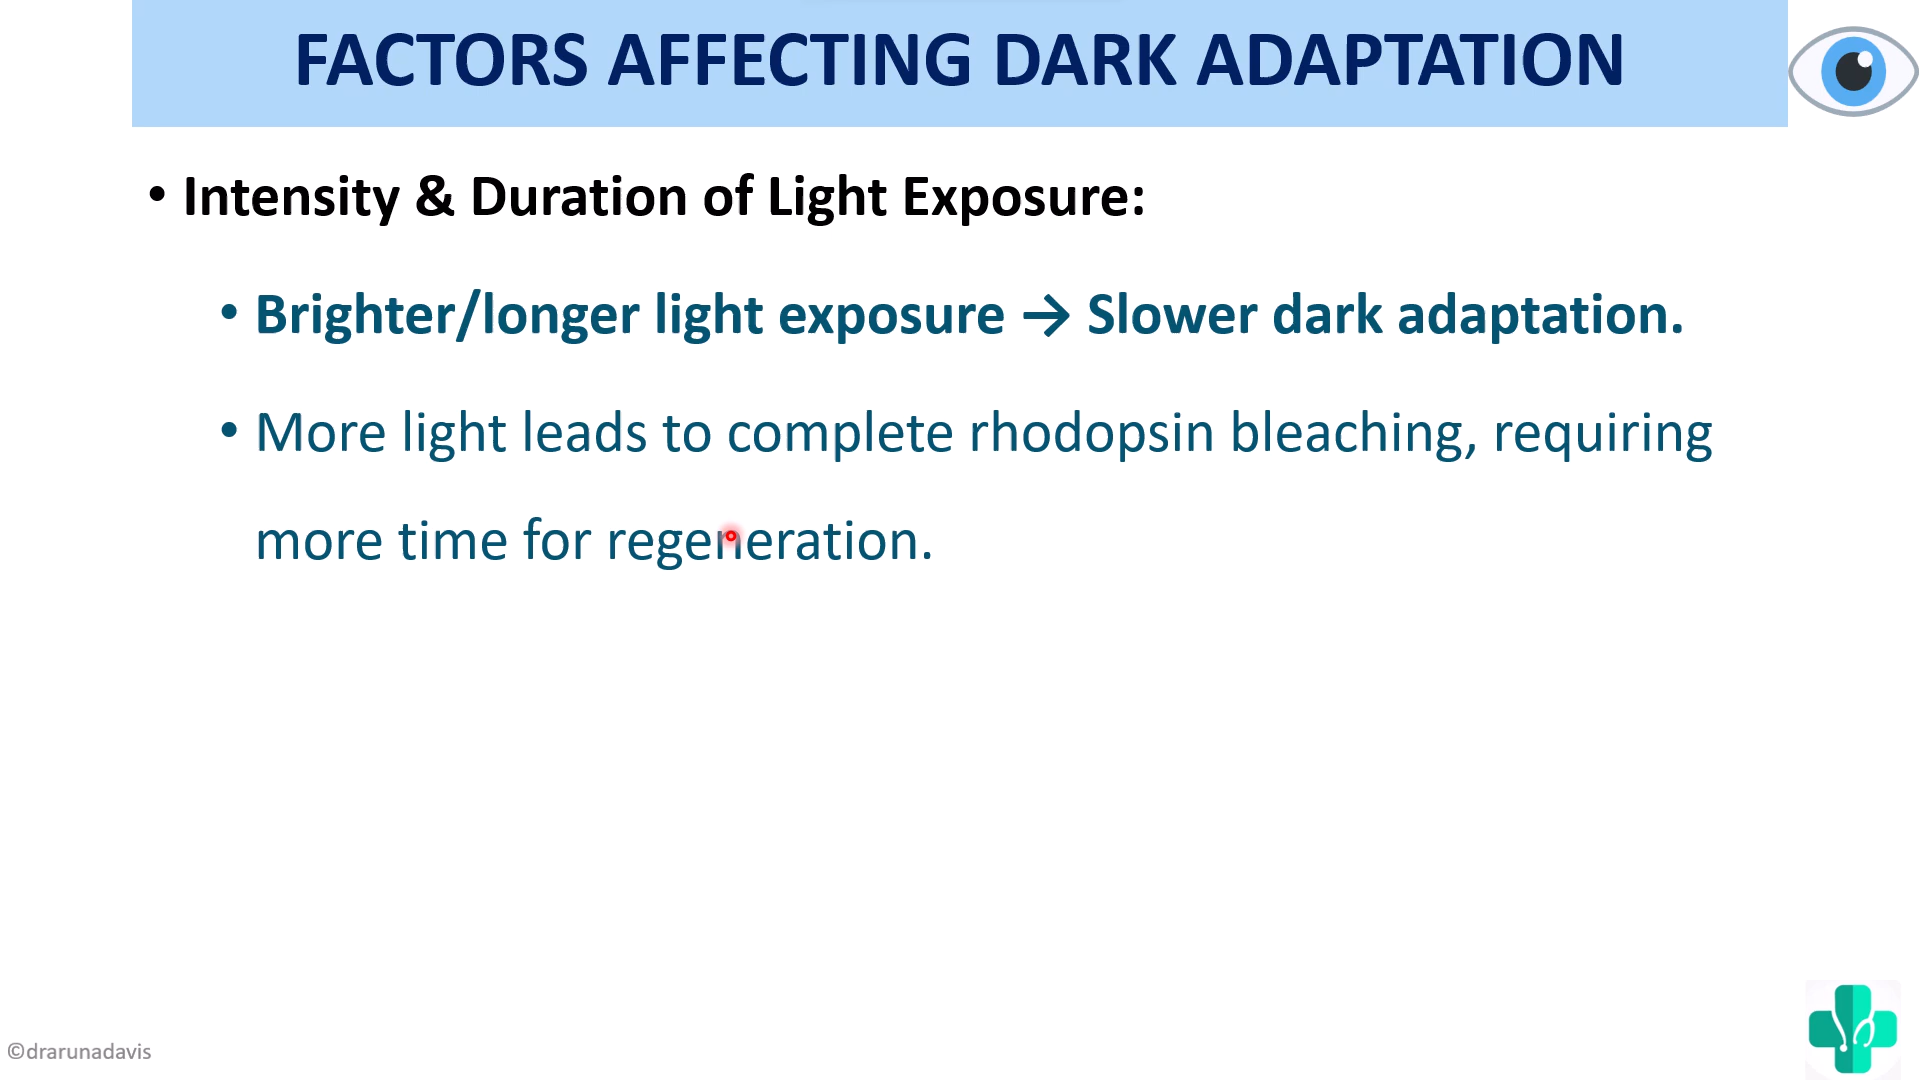 FACTORS AFFECTING DARK ADAPTATION
• Intensity & Duration of Light Exposure:
• Brighter/longer light exposure → Slower dark adaptation.
• More light leads to complete rhodopsin bleaching, requiring
more time for regeneration.
©drarunadavis